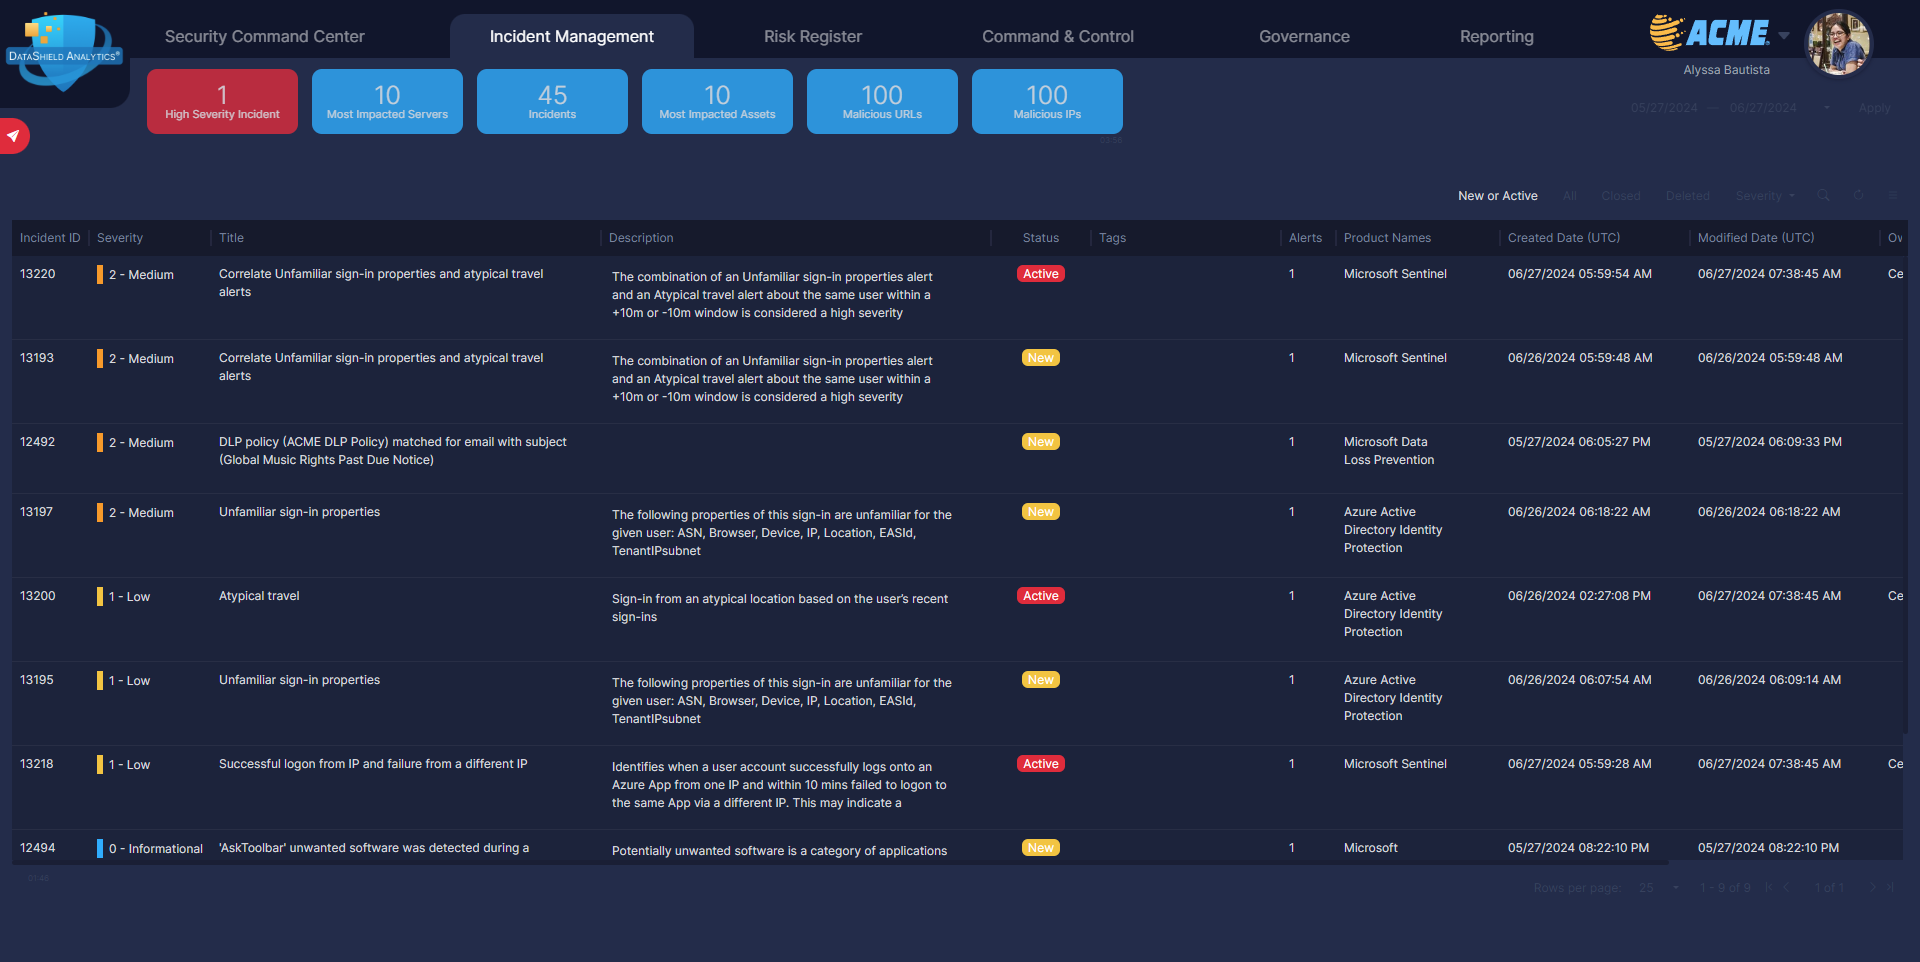 DATASHIELD ANALYTICS
Security Command Center
Incident Management
Risk Register
Command & Control
Governance
Reporting
ACME
Alyssa Bautista
1
High Severity Incident
10
Most Impacted Servers
45
Incidents
10
Most Impacted Assets
100
Malicious URLs
100
Malicious IPs
05/27/2024 — 06/27/2024 Apply
New or Active All Closed Deleted Severity
Incident ID Severity Title Description Status Tags Alerts Product Names Created Date (UTC) Modified Date (UTC) Ov
13220 2 - Medium Correlate Unfamiliar sign-in properties and atypical travel
alerts
The combination of an Unfamiliar sign-in properties alert
and an Atypical travel alert about the same user within a
+10m or -10m window is considered a high severity
Active 1 Microsoft Sentinel 06/27/2024 05:59:54 AM 06/27/2024 07:38:45 AM Ce
13193 2 - Medium Correlate Unfamiliar sign-in properties and atypical travel
alerts
The combination of an Unfamiliar sign-in properties alert
and an Atypical travel alert about the same user within a
+10m or -10m window is considered a high severity
New 1 Microsoft Sentinel 06/26/2024 05:59:48 AM 06/26/2024 05:59:48 AM
12492 2 - Medium DLP policy (ACME DLP Policy) matched for email with subject
(Global Music Rights Past Due Notice)
New 1 Microsoft Data
Loss Prevention
05/27/2024 06:05:27 PM 05/27/2024 06:09:33 PM
13197 2 - Medium Unfamiliar sign-in properties
The following properties of this sign-in are unfamiliar for the
given user: ASN, Browser, Device, IP, Location, EASId,
TenantIPsubnet
New 1 Azure Active
Directory Identity
Protection
06/26/2024 06:18:22 AM 06/26/2024 06:18:22 AM
13200 1 - Low Atypical travel
Sign-in from an atypical location based on the user's recent
sign-ins
Active 1 Azure Active
Directory Identity
Protection
06/26/2024 02:27:08 PM 06/27/2024 07:38:45 AM Ce
13195 1 - Low Unfamiliar sign-in properties
The following properties of this sign-in are unfamiliar for the
given user: ASN, Browser, Device, IP, Location, EASId,
TenantIPsubnet
New 1 Azure Active
Directory Identity
Protection
06/26/2024 06:07:54 AM 06/26/2024 06:09:14 AM
13218 1 - Low Successful logon from IP and failure from a different IP
Identifies when a user account successfully logs onto an
Azure App from one IP and within 10 mins failed to logon to
the same App via a different IP. This may indicate a
Active 1 Microsoft Sentinel 06/27/2024 05:59:28 AM 06/27/2024 07:38:45 AM Ce
12494 0 - Informational 'AskToolbar' unwanted software was detected during a
Potentially unwanted software is a category of applications
New 1 Microsoft 05/27/2024 08:22:10 PM 05/27/2024 08:22:10 PM
Rows per page: 25 1 - 9 of 9 1 of 1